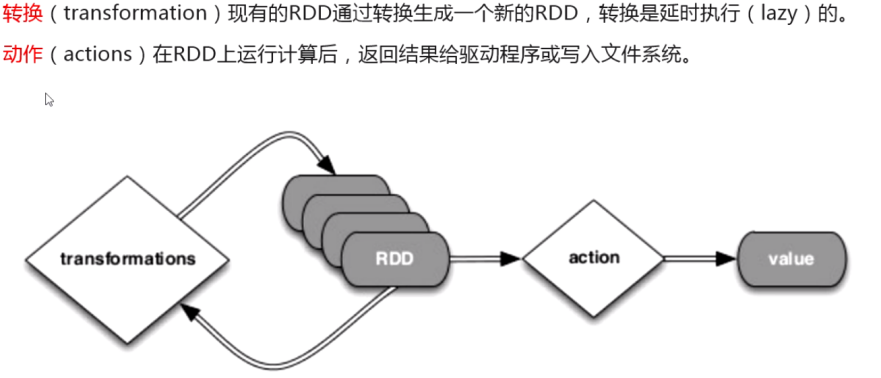 转换（transformation）现有的RDD通过转换生成一个新的RDD，转换是延时执行（lazy）的。
动作（actions）在RDD上运行计算后，返回结果给驱动程序或写入文件系统。
transformations
RDD
action
value